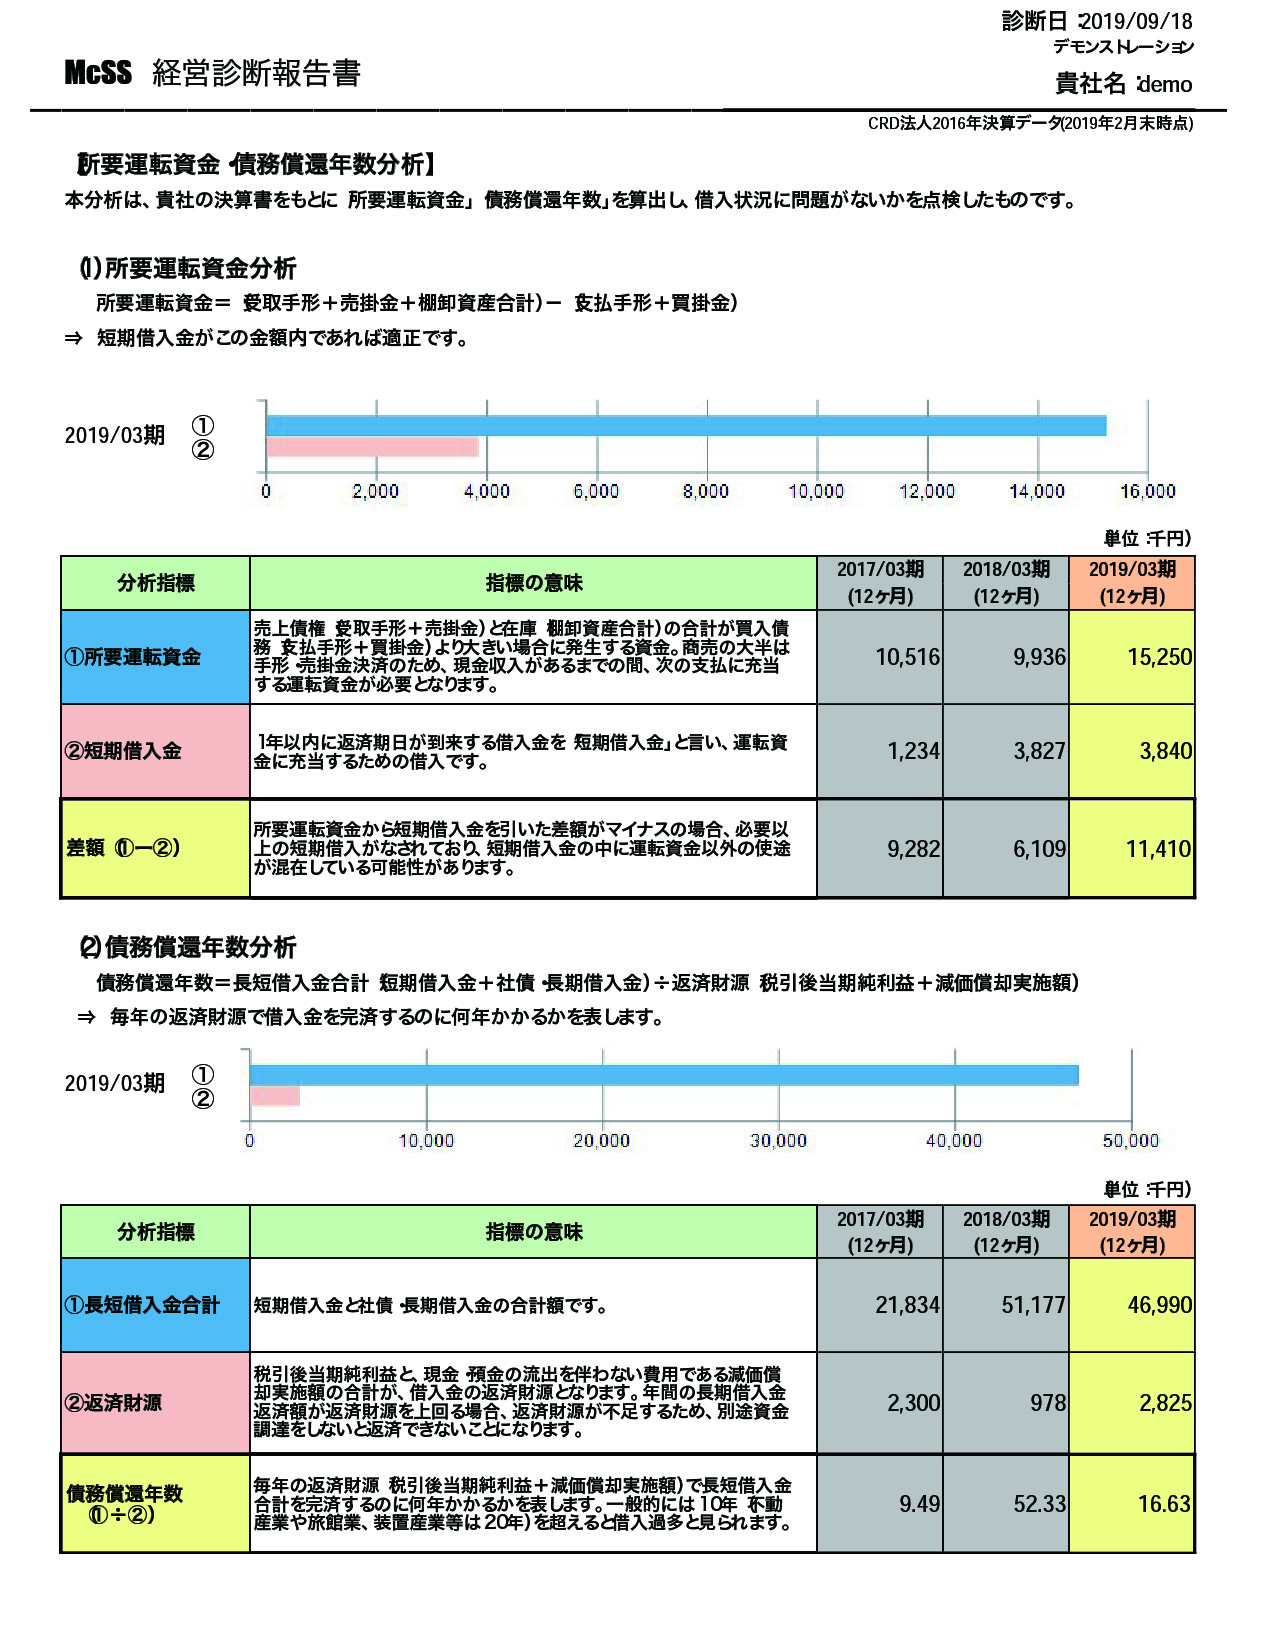 診断日：2019/09/18
デモンストレーション
McSS 経営診断報告書
貴社名：demo
CRD法人2016年決算データ(2019年2月末時点)
【所要運転資金・債務償還年数分析】
本分析は、貴社の決算書をもとに「所要運転資金」「債務償還年数」を算出し、借入状況に問題がないかを点検したものです。
(1)所要運転資金分析
所要運転資金＝（受取手形＋売掛金＋棚卸資産合計）－（支払手形＋買掛金）
⇒ 短期借入金がこの金額内であれば適正です。
2019/03期 ①
②
0 2,000 4,000 6,000 8,000 10,000 12,000 14,000 16,000
（単位：千円）
分析指標 指標の意味 2017/03期 2018/03期 2019/03期
(12ヶ月) (12ヶ月) (12ヶ月)
売上債権（受取手形＋売掛金）と在庫（棚卸資産合計）の合計が買入債
務（支払手形＋買掛金）より大きい場合に発生する資金。商売の大半は
①所要運転資金 10,516 9,936 15,250
手形・売掛金決済のため、現金収入があるまでの間、次の支払に充当
する運転資金が必要となります。
②短期借入金 1年以内に返済期日が到来する借入金を「短期借入金」と言い、運転資 1,234 3,827 3,840
金に充当するための借入です。
所要運転資金から短期借入金を引いた差額がマイナスの場合、必要以
差額（①－②） 上の短期借入がなされており、短期借入金の中に運転資金以外の使途 9,282 6,109 11,410
が混在している可能性があります。
(2)債務償還年数分析
債務償還年数＝長短借入金合計（短期借入金＋社債・長期借入金）÷返済財源（税引後当期純利益＋減価償却実施額）
⇒ 毎年の返済財源で借入金を完済するのに何年かかるかを表します。
2019/03期 ①
②
0 10,000 20,000 30,000 40,000 50,000
（単位：千円）
分析指標 指標の意味 2017/03期 2018/03期 2019/03期
(12ヶ月) (12ヶ月) (12ヶ月)
①長短借入金合計 短期借入金と社債・長期借入金の合計額です。 21,834 51,177 46,990
税引後当期純利益と、現金・預金の流出を伴わない費用である減価償
却実施額の合計が、借入金の返済財源となります。年間の長期借入金
②返済財源 2,300 978 2,825
返済額が返済財源を上回る場合、返済財源が不足するため、別途資金
調達をしないと返済できないことになります。
債務償還年数 毎年の返済財源（税引後当期純利益＋減価償却実施額）で長短借入金
（①÷②） 合計を完済するのに何年かかるかを表します。一般的には10年（不動 9.49 52.33 16.63
産業や旅館業、装置産業等は20年）を超えると借入過多と見られます。